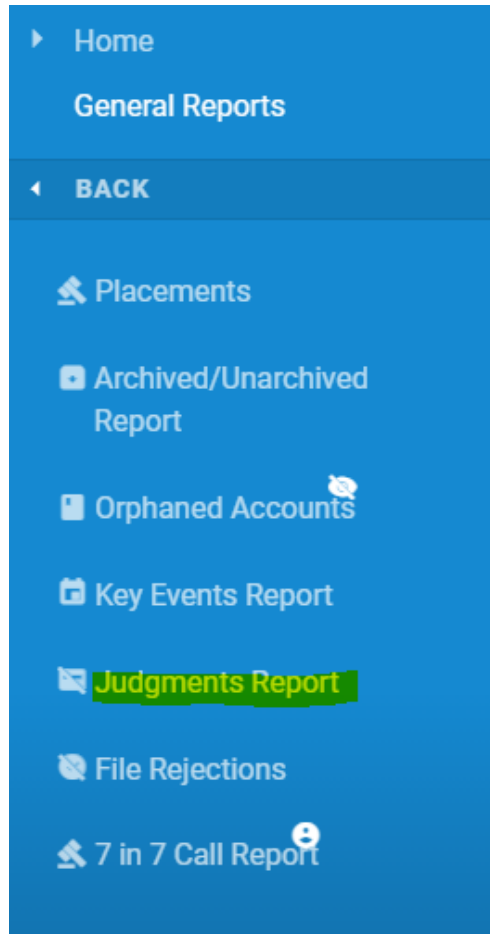 Home
General Reports
BACK
Placements
Archived/Unarchived
Report
Orphaned Accounts
Key Events Report
Judgments Report
File Rejections
7 in 7 Call Report